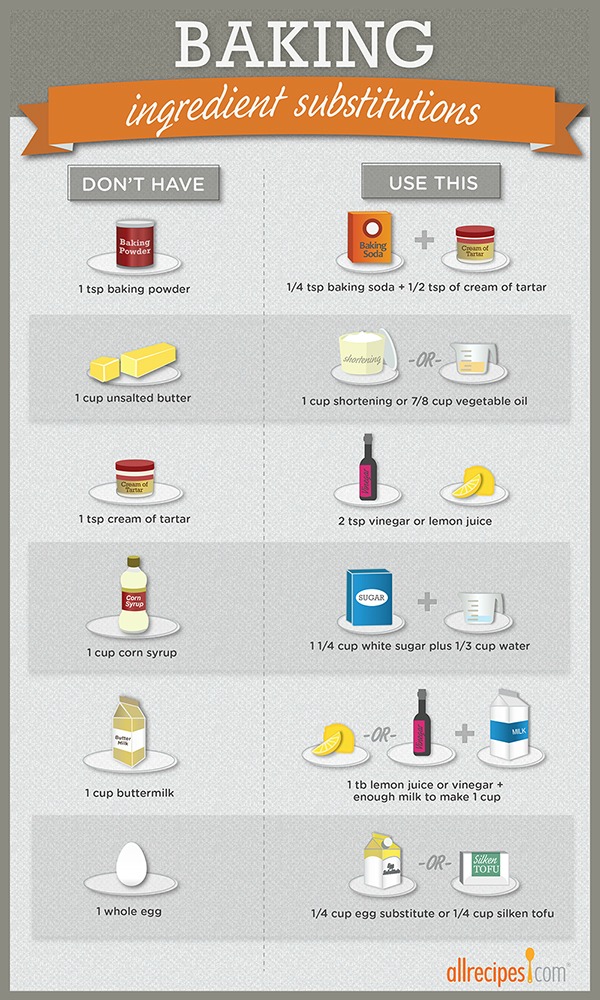 BAKING
ingredient substitutions
DON'T HAVE
USE THIS
Baking
Powder
1 tsp baking powder
Baking
Soda
+
Cream of
Tartar
1/4 tsp baking soda + 1/2 tsp of cream of tartar
1 cup unsalted butter
shortening
-OR-
1 cup shortening or 7/8 cup vegetable oil
Cream of
Tartar
1 tsp cream of tartar
Vinegar
2 tsp vinegar or lemon juice
Corn
Syrup
1 cup corn syrup
SUGAR
+
1 1/4 cup white sugar plus 1/3 cup water
Butter
Milk
1 cup buttermilk
-OR-
Vinegar
+
MILK
1 tb lemon juice or vinegar +
enough milk to make 1 cup
1 whole egg
Egg
Substitute
-OR-
Silken
TOFU
1/4 cup egg substitute or 1/4 cup silken tofu
allrecipes.com